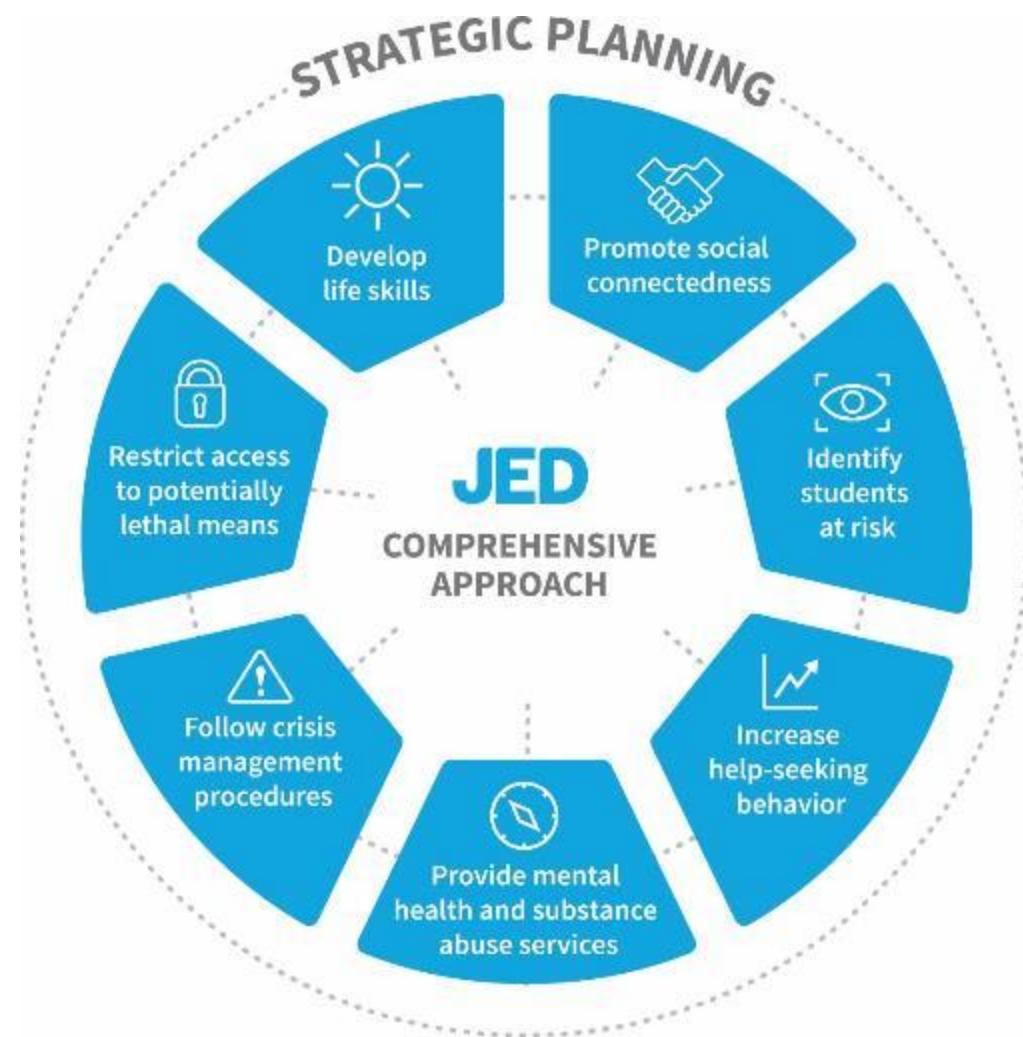 STRATEGIC PLANNING
Develop
life skills
Promote social
connectedness
Restrict access
to potentially
lethal means
JED
COMPREHENSIVE
APPROACH
Identify
students
at risk
Follow crisis
management
procedures
Increase
help-seeking
behavior
Provide mental
health and substance
abuse services